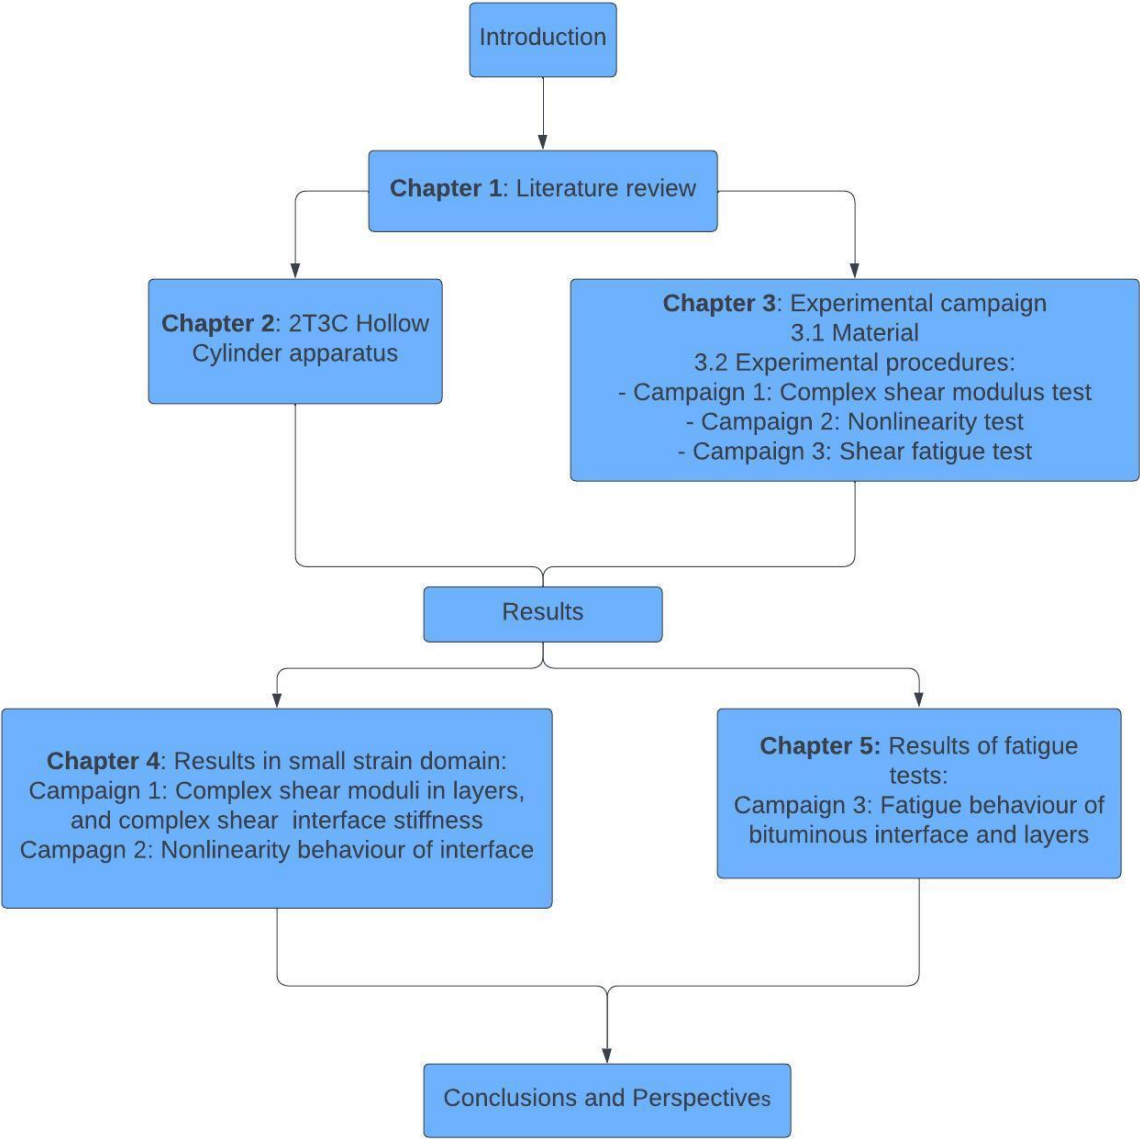 Introduction
Chapter 1: Literature review
Chapter 2: 2T3C Hollow
Cylinder apparatus
Chapter 3: Experimental campaign
3.1 Material
3.2 Experimental procedures:
- Campaign 1: Complex shear modulus test
- Campaign 2: Nonlinearity test
- Campaign 3: Shear fatigue test
Results
Chapter 4: Results in small strain domain:
Campaign 1: Complex shear moduli in layers,
and complex shear  interface stiffness
Campagn 2: Nonlinearity behaviour of interface
Chapter 5: Results of fatigue
tests:
Campaign 3: Fatigue behaviour of
bituminous interface and layers
Conclusions and Perspectives